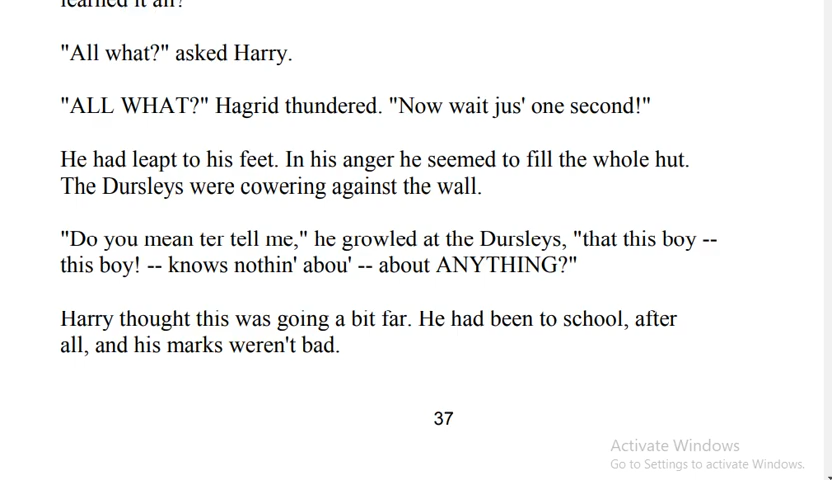 learned it all?
"All what?" asked Harry.
"ALL WHAT?" Hagrid thundered. "Now wait jus' one second!"
He had leapt to his feet. In his anger he seemed to fill the whole hut.
The Dursleys were cowering against the wall.
"Do you mean ter tell me," he growled at the Dursleys, "that this boy --
this boy! -- knows nothin' abou' -- about ANYTHING?"
Harry thought this was going a bit far. He had been to school, after
all, and his marks weren't bad.
37
Activate Windows
Go to Settings to activate Windows.